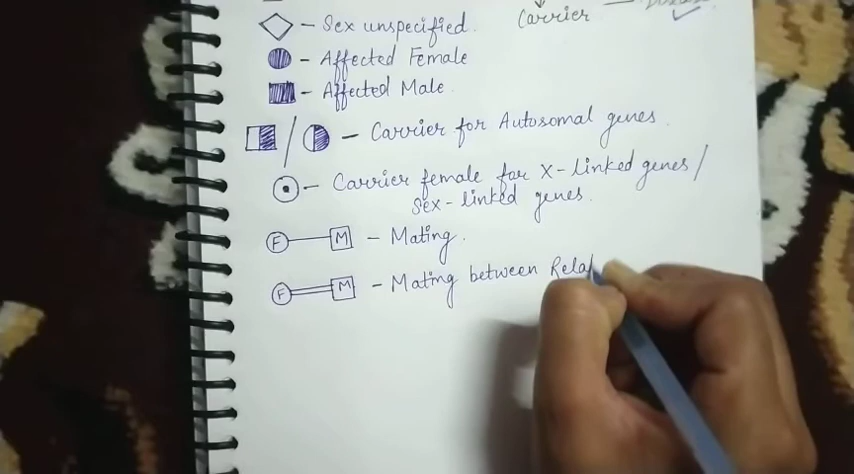 ◇ - Sex unspecified.
Carrier
- Affected Female
- Affected Male.
/ - Carrier for Autosomal genes.
- Carrier female for X-linked genes /
Sex-linked genes.
F M - Mating.
F M - Mating between Rela